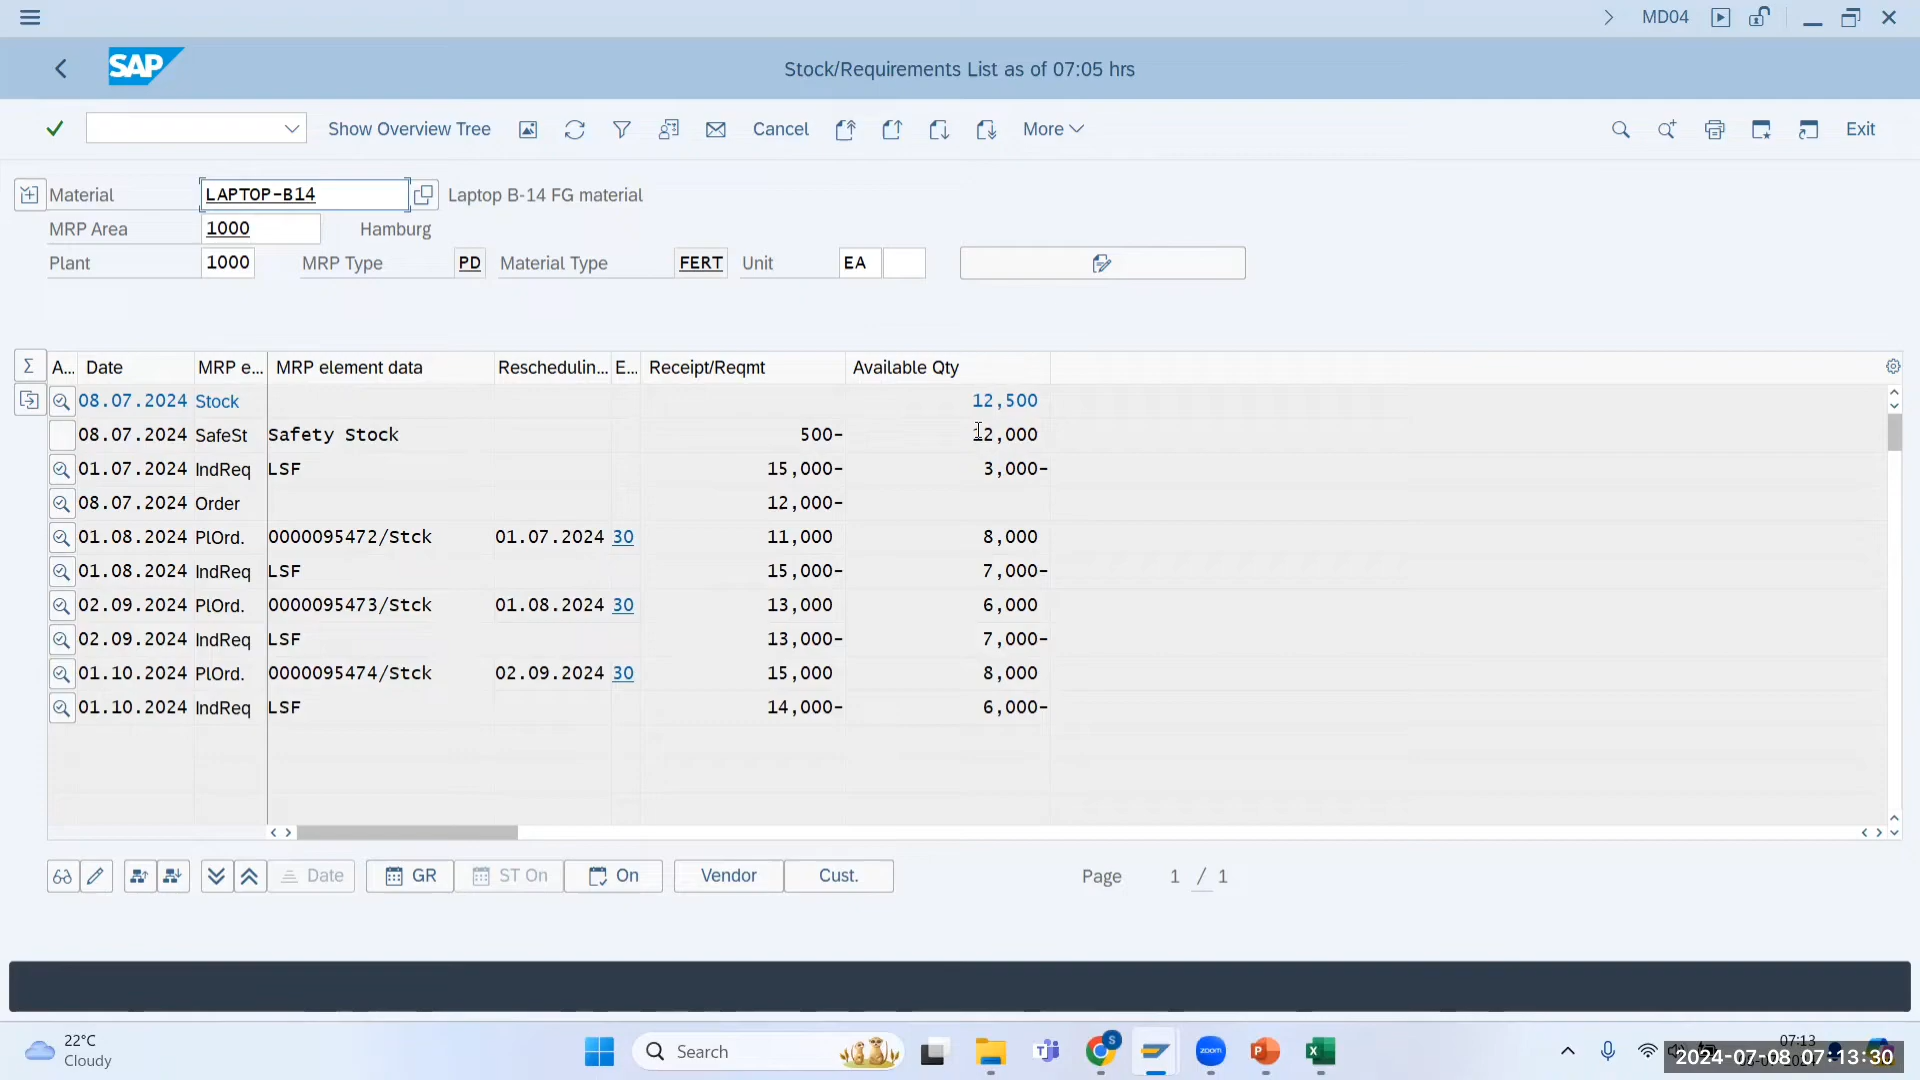 MD04
SAP
Stock/Requirements List as of 07:05 hrs
Show Overview Tree
Cancel
More
Exit
Material LAPTOP-B14 Laptop B-14 FG material
MRP Area 1000 Hamburg
Plant 1000 MRP Type PD Material Type FERT Unit EA
A... Date MRP e... MRP element data Reschedulin... E... Receipt/Reqmt Available Qty
08.07.2024 Stock 12,500
08.07.2024 SafeSt Safety Stock 500- 12,000
01.07.2024 IndReq LSF 15,000- 3,000-
08.07.2024 Order 12,000-
01.08.2024 PlOrd. 0000095472/Stck 01.07.2024 30 11,000 8,000
01.08.2024 IndReq LSF 15,000- 7,000-
02.09.2024 PlOrd. 0000095473/Stck 01.08.2024 30 13,000 6,000
02.09.2024 IndReq LSF 13,000- 7,000-
01.10.2024 PlOrd. 0000095474/Stck 02.09.2024 30 15,000 8,000
01.10.2024 IndReq LSF 14,000- 6,000-
Date GR ST On On Vendor Cust. Page 1 / 1
22°C
Cloudy
Search
zoom
07:13
2024-07-08 07:13:30